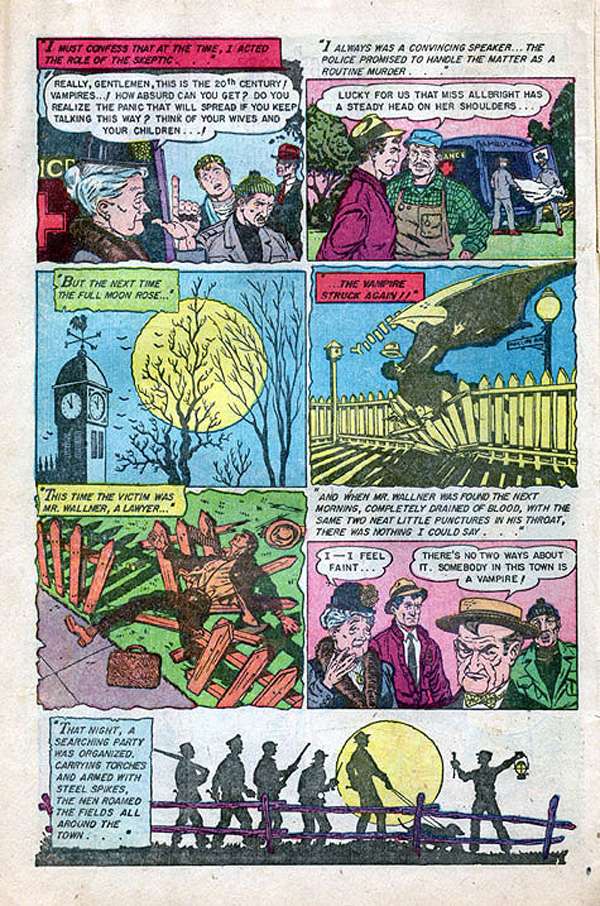 "I MUST CONFESS THAT AT THE TIME, I ACTED
THE ROLE OF THE SKEPTIC . . . ."
REALLY, GENTLEMEN, THIS IS THE 20th CENTURY!
VAMPIRES...! HOW ABSURD CAN YOU GET? DO YOU
REALIZE THE PANIC THAT WILL SPREAD IF YOU KEEP
TALKING THIS WAY? THINK OF YOUR WIVES AND
YOUR CHILDREN...!
ICE
"I ALWAYS WAS A CONVINCING SPEAKER... THE
POLICE PROMISED TO HANDLE THE MATTER AS A
ROUTINE MURDER . . . ."
LUCKY FOR US THAT MISS ALLBRIGHT HAS
A STEADY HEAD ON HER SHOULDERS...
LANCE
AMBULANCE
"BUT THE NEXT TIME
THE FULL MOON ROSE..."
"...THE VAMPIRE
STRUCK AGAIN!!"
"THIS TIME THE VICTIM WAS
MR. WALLNER, A LAWYER..."
"AND WHEN MR. WALLNER WAS FOUND THE NEXT
MORNING, COMPLETELY DRAINED OF BLOOD, WITH THE
SAME TWO NEAT LITTLE PUNCTURES IN HIS THROAT,
THERE WAS NOTHING I COULD SAY . . . ."
I—I FEEL
FAINT...
THERE'S NO TWO WAYS ABOUT
IT. SOMEBODY IN THIS TOWN IS
A VAMPIRE!
"THAT NIGHT, A
SEARCHING PARTY
WAS ORGANIZED.
CARRYING TORCHES
AND ARMED WITH
STEEL SPIKES,
THE MEN ROAMED
THE FIELDS ALL
AROUND THE
TOWN . . . ."